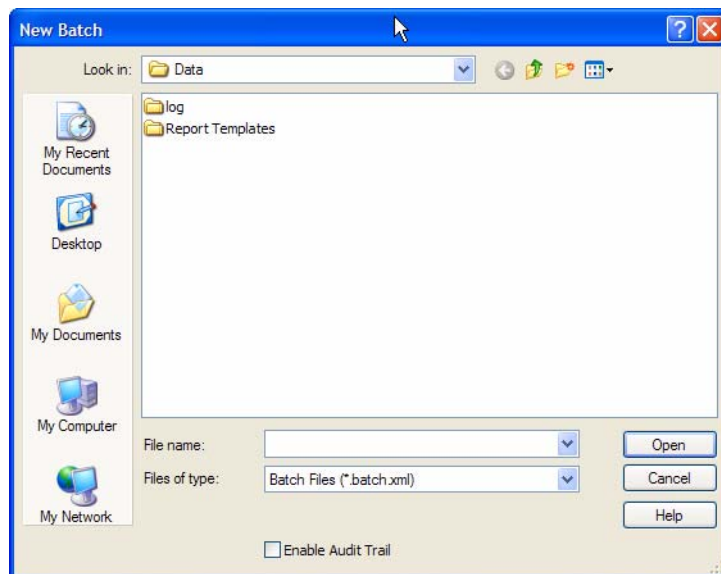 New Batch
Look in:
Data
log
Report Templates
My Recent
Documents
Desktop
My Documents
My Computer
My Network
File name:
Open
Files of type:
Batch Files (*.batch.xml)
Cancel
Help
Enable Audit Trail